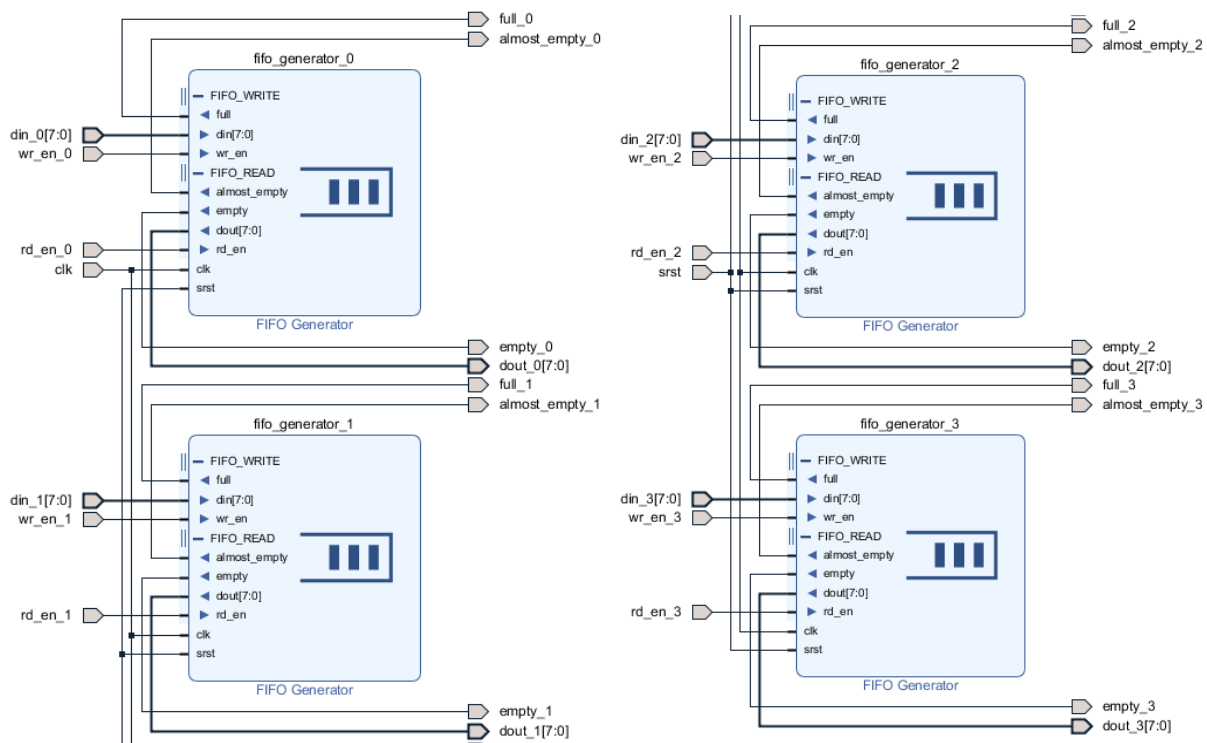 full_0
almost_empty_0
fifo_generator_0
FIFO_WRITE
full
din_0[7:0]
din[7:0]
wr_en_0
wr_en
FIFO_READ
almost_empty
empty
dout[7:0]
rd_en_0
rd_en
clk
clk
srst
FIFO Generator
empty_0
dout_0[7:0]
full_1
almost_empty_1
fifo_generator_1
FIFO_WRITE
full
din_1[7:0]
din[7:0]
wr_en_1
wr_en
FIFO_READ
almost_empty
empty
dout[7:0]
rd_en_1
rd_en
clk
srst
FIFO Generator
empty_1
dout_1[7:0]
full_2
almost_empty_2
fifo_generator_2
FIFO_WRITE
full
din_2[7:0]
din[7:0]
wr_en_2
wr_en
FIFO_READ
almost_empty
empty
dout[7:0]
rd_en_2
rd_en
srst
clk
srst
FIFO Generator
empty_2
dout_2[7:0]
full_3
almost_empty_3
fifo_generator_3
FIFO_WRITE
full
din_3[7:0]
din[7:0]
wr_en_3
wr_en
FIFO_READ
almost_empty
empty
dout[7:0]
rd_en_3
rd_en
clk
srst
FIFO Generator
empty_3
dout_3[7:0]